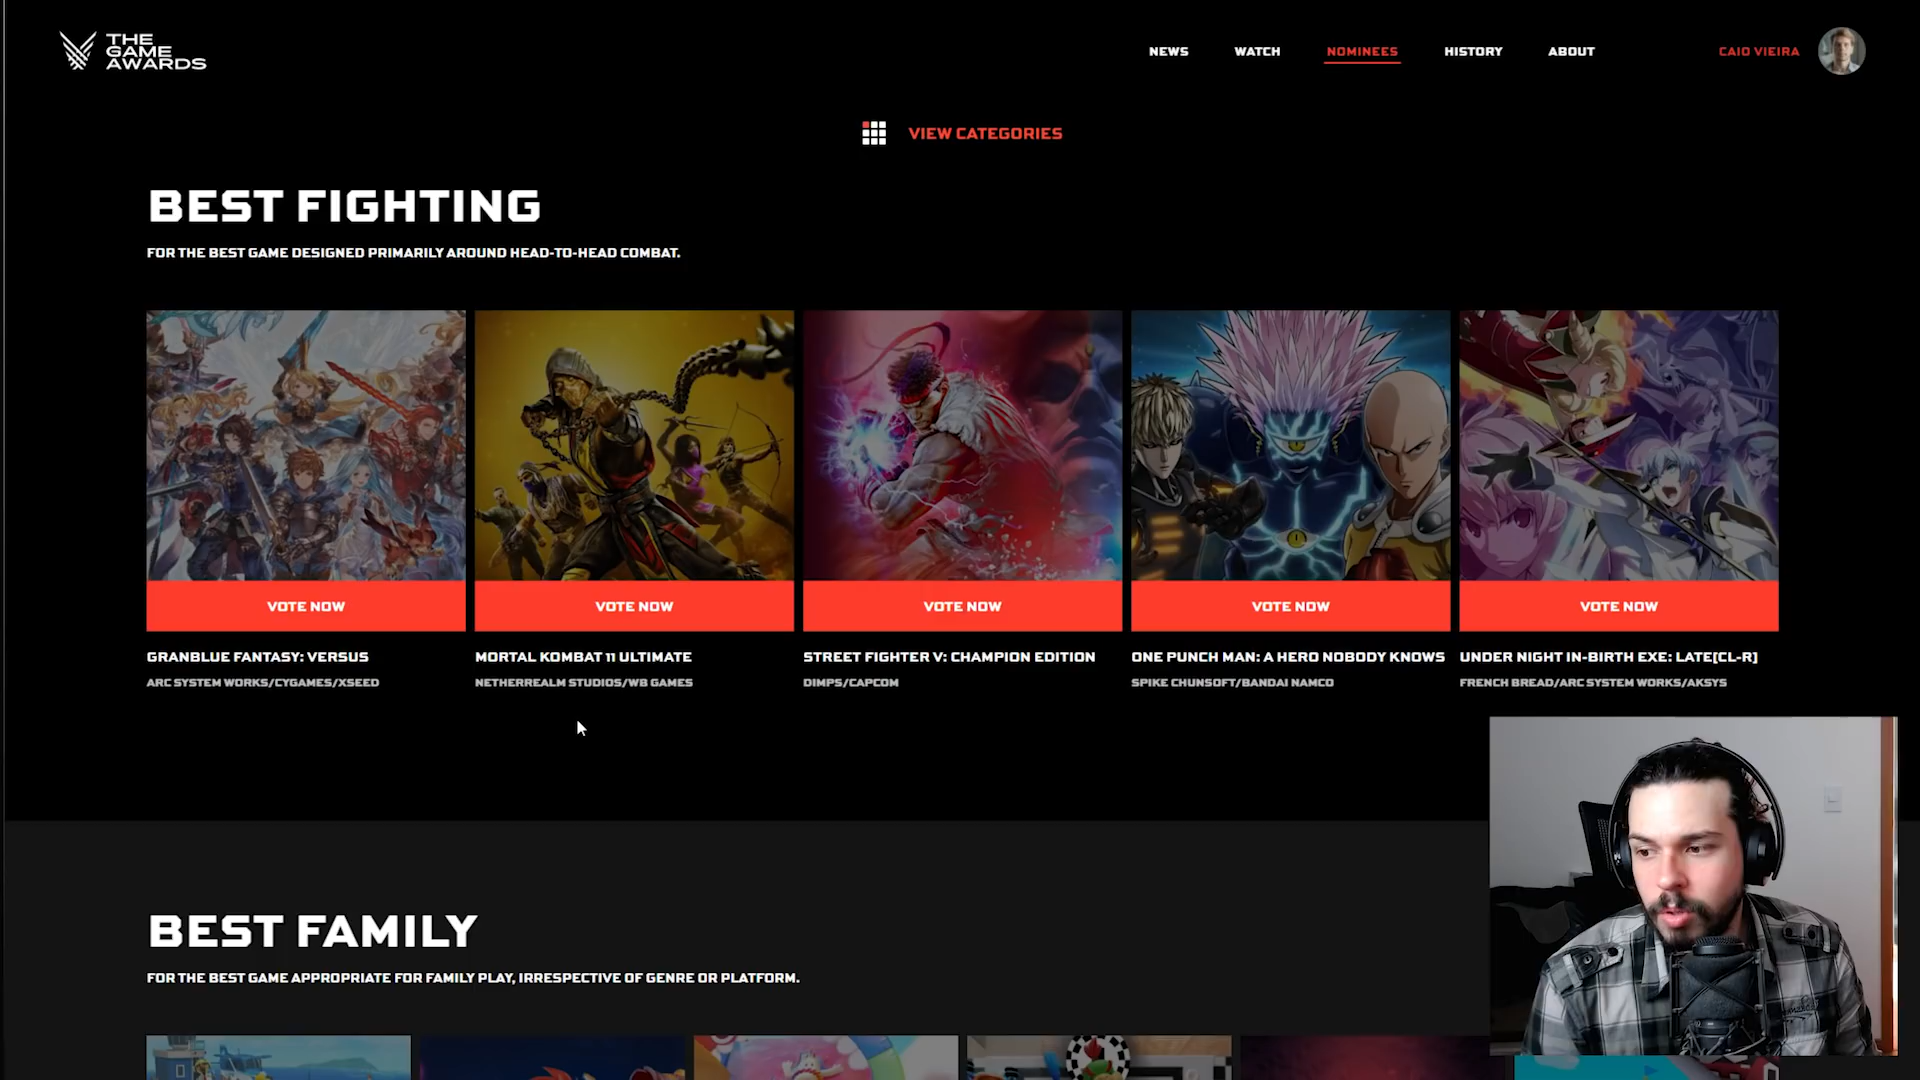 THE
GAME
AWARDS
NEWS
WATCH
NOMINEES
HISTORY
ABOUT
CAIO VIEIRA
VIEW CATEGORIES
BEST FIGHTING
FOR THE BEST GAME DESIGNED PRIMARILY AROUND HEAD-TO-HEAD COMBAT.
VOTE NOW
VOTE NOW
VOTE NOW
VOTE NOW
VOTE NOW
GRANBLUE FANTASY: VERSUS
ARC SYSTEM WORKS/CYGAMES/XSEED
MORTAL KOMBAT 11 ULTIMATE
NETHERREALM STUDIOS/WB GAMES
STREET FIGHTER V: CHAMPION EDITION
DIMPS/CAPCOM
ONE PUNCH MAN: A HERO NOBODY KNOWS
SPIKE CHUNSOFT/BANDAI NAMCO
UNDER NIGHT IN-BIRTH EXE: LATE[CL-R]
FRENCH BREAD/ARC SYSTEM WORKS/AKSYS
BEST FAMILY
FOR THE BEST GAME APPROPRIATE FOR FAMILY PLAY, IRRESPECTIVE OF GENRE OR PLATFORM.